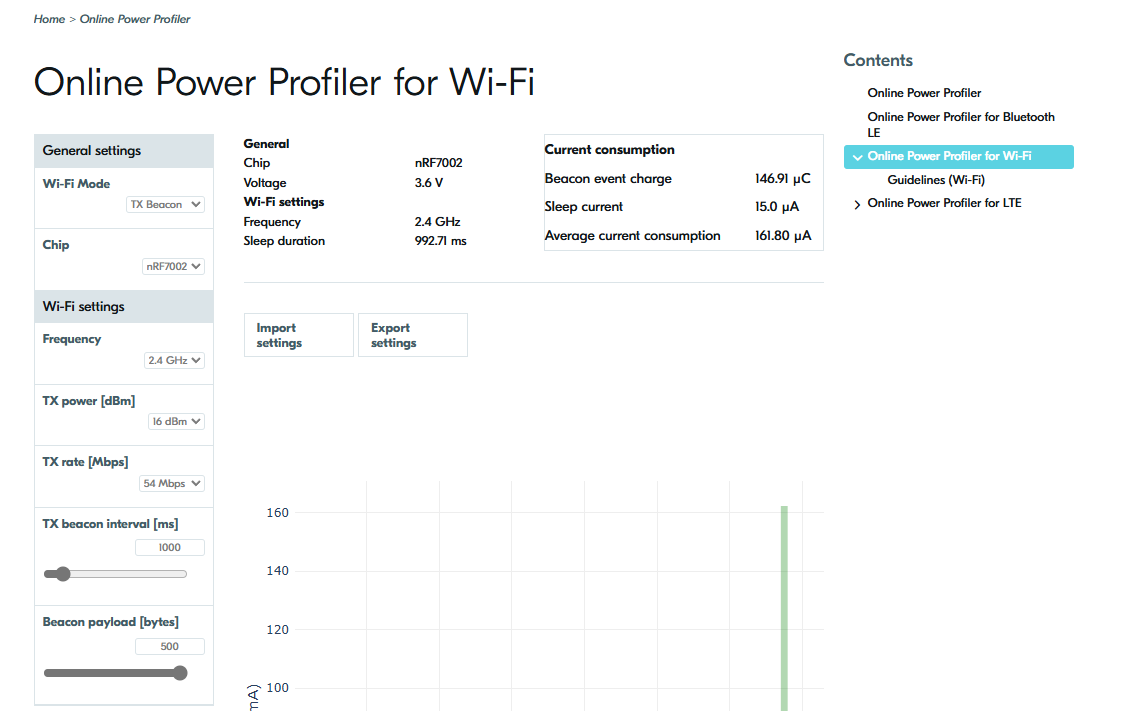 Home > Online Power Profiler
Online Power Profiler for Wi-Fi
General settings
Wi-Fi Mode
TX Beacon
Chip
nRF7002
Wi-Fi settings
Frequency
2.4 GHz
TX power [dBm]
16 dBm
TX rate [Mbps]
54 Mbps
TX beacon interval [ms]
1000
Beacon payload [bytes]
500
General
Chip nRF7002
Voltage 3.6 V
Wi-Fi settings
Frequency 2.4 GHz
Sleep duration 992.71 ms
Current consumption
Beacon event charge 146.91 µC
Sleep current 15.0 µA
Average current consumption 161.80 µA
Import
settings
Export
settings
160
140
120
100
mA)
Contents
Online Power Profiler
Online Power Profiler for Bluetooth
LE
Online Power Profiler for Wi-Fi
Guidelines (Wi-Fi)
Online Power Profiler for LTE